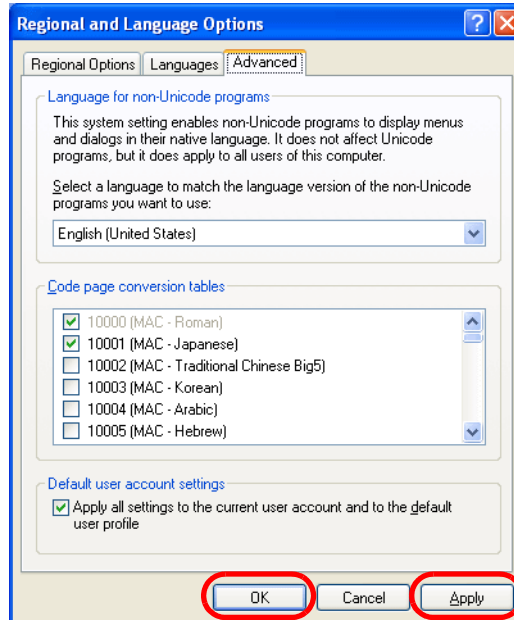 Regional and Language Options
Regional Options Languages Advanced
Language for non-Unicode programs
This system setting enables non-Unicode programs to display menus
and dialogs in their native language. It does not affect Unicode
programs, but it does apply to all users of this computer.
Select a language to match the language version of the non-Unicode
programs you want to use:
English (United States)
Code page conversion tables
10000 (MAC - Roman)
10001 (MAC - Japanese)
10002 (MAC - Traditional Chinese Big5)
10003 (MAC - Korean)
10004 (MAC - Arabic)
10005 (MAC - Hebrew)
Default user account settings
Apply all settings to the current user account and to the default
user profile
OK Cancel Apply